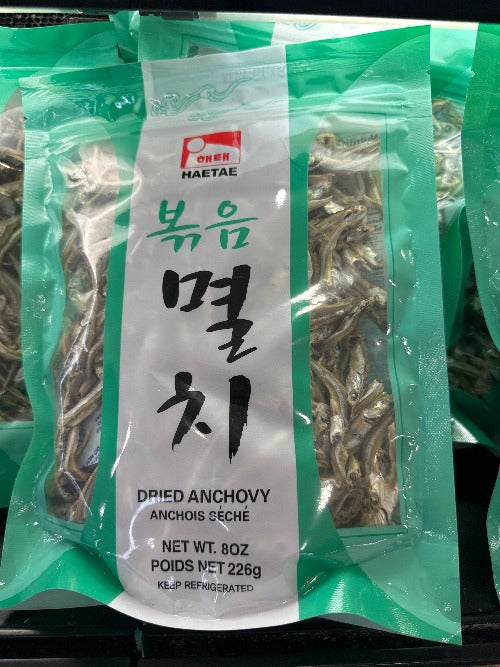 해태
HAETAE
볶음
멸
치
DRIED ANCHOVY
ANCHOIS SÉCHÉ
NET WT. 8OZ
POIDS NET 226g
KEEP REFRIGERATED